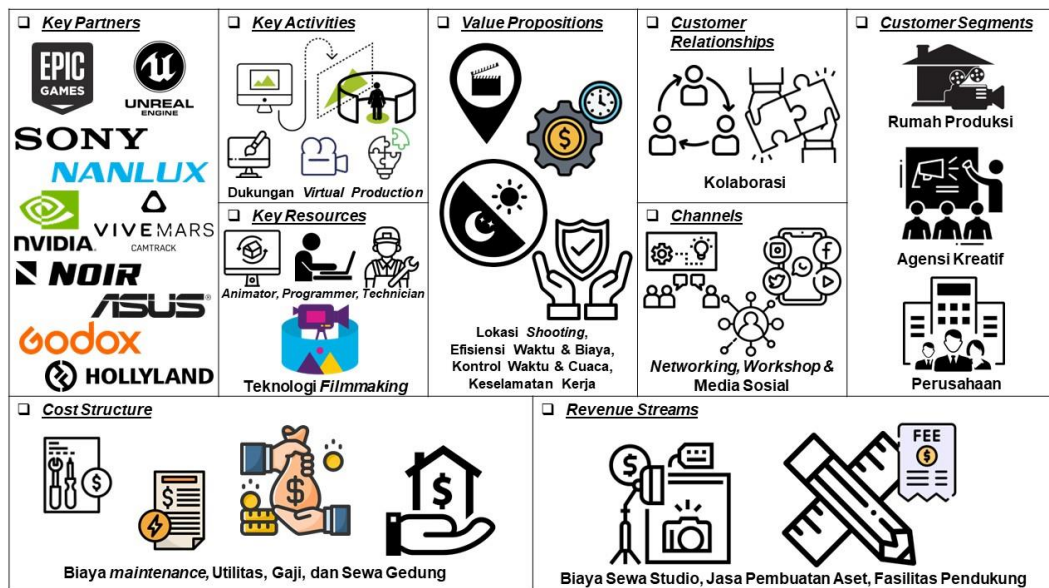 Key Partners
EPIC
GAMES
UNREAL
ENGINE
SONY
NANLUX
NVIDIA
VIVE MARS
CAMTRACK
NOIR
ASUS
Godox
HOLLYLAND
Key Activities
Dukungan Virtual Production
Key Resources
Animator, Programmer, Technician
Teknologi Filmmaking
Value Propositions
Lokasi Shooting,
Efisiensi Waktu & Biaya,
Kontrol Waktu & Cuaca,
Keselamatan Kerja
Customer
Relationships
Kolaborasi
Channels
Networking, Workshop &
Media Sosial
Customer Segments
Rumah Produksi
Agensi Kreatif
Perusahaan
Cost Structure
Biaya maintenance, Utilitas, Gaji, dan Sewa Gedung
Revenue Streams
FEE
Biaya Sewa Studio, Jasa Pembuatan Aset, Fasilitas Pendukung